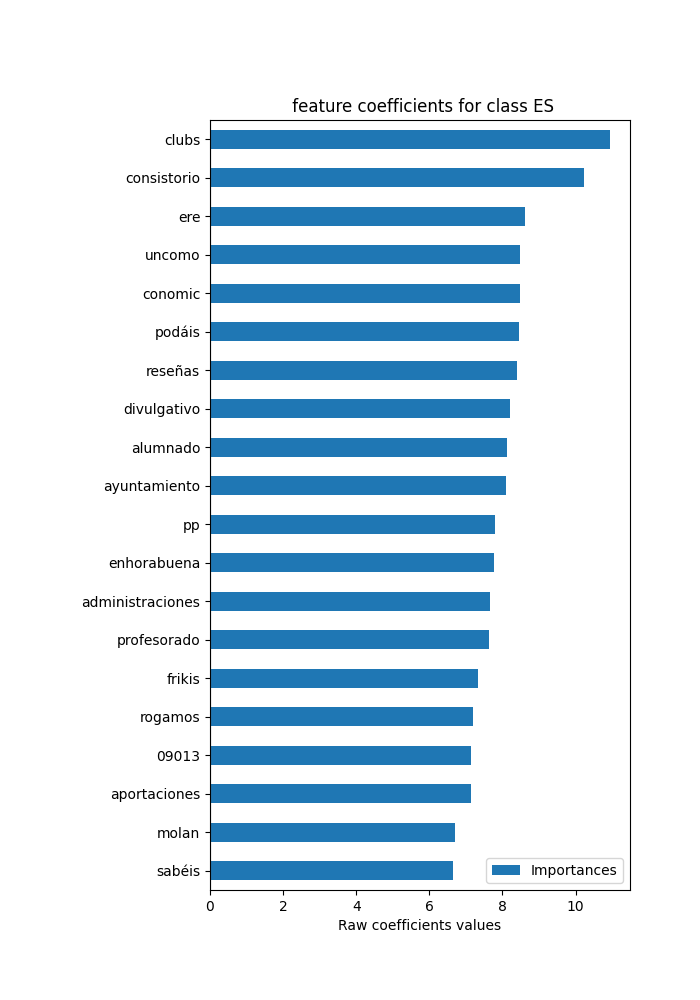 feature coefficients for class ES
clubs
consistorio
ere
uncomo
conomic
podáis
reseñas
divulgativo
alumnado
ayuntamiento
pp
enhorabuena
administraciones
profesorado
frikis
rogamos
09013
aportaciones
molan
sabéis
Importances
0 2 4 6 8 10
Raw coefficients values